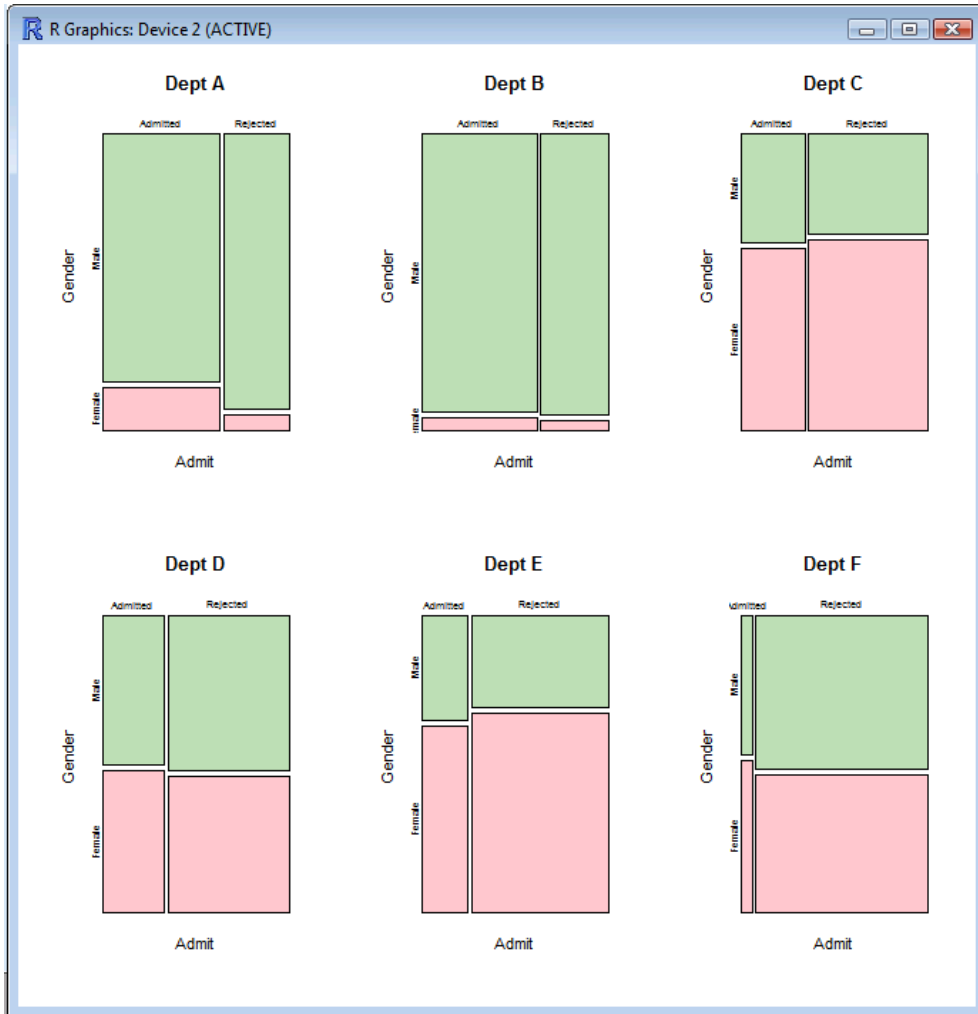 R Graphics: Device 2 (ACTIVE)
Dept A
Admitted Rejected
Male
Female
Gender
Admit
Dept B
Admitted Rejected
Male
emale
Gender
Admit
Dept C
Admitted Rejected
Male
Female
Gender
Admit
Dept D
Admitted Rejected
Male
Female
Gender
Admit
Dept E
Admitted Rejected
Male
Female
Gender
Admit
Dept F
dmitted Rejected
Male
Female
Gender
Admit